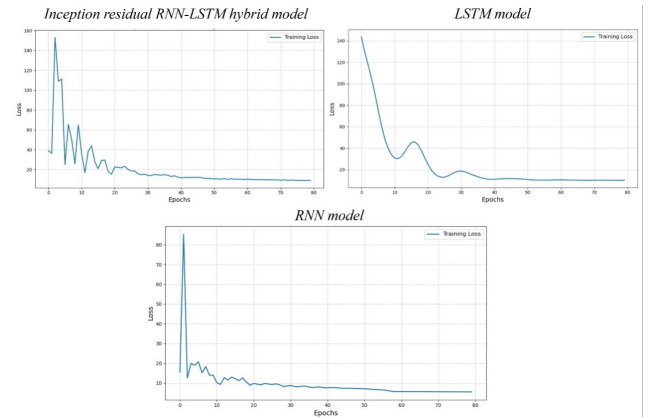 Inception residual RNN-LSTM hybrid model
Training Loss
160
140
120
100
80
60
40
20
Loss
0 10 20 30 40 50 60 70 80
Epochs
LSTM model
Training Loss
140
120
100
80
60
40
20
Loss
0 10 20 30 40 50 60 70 80
Epochs
RNN model
Training Loss
80
70
60
50
40
30
20
10
Loss
0 10 20 30 40 50 60 70 80
Epochs